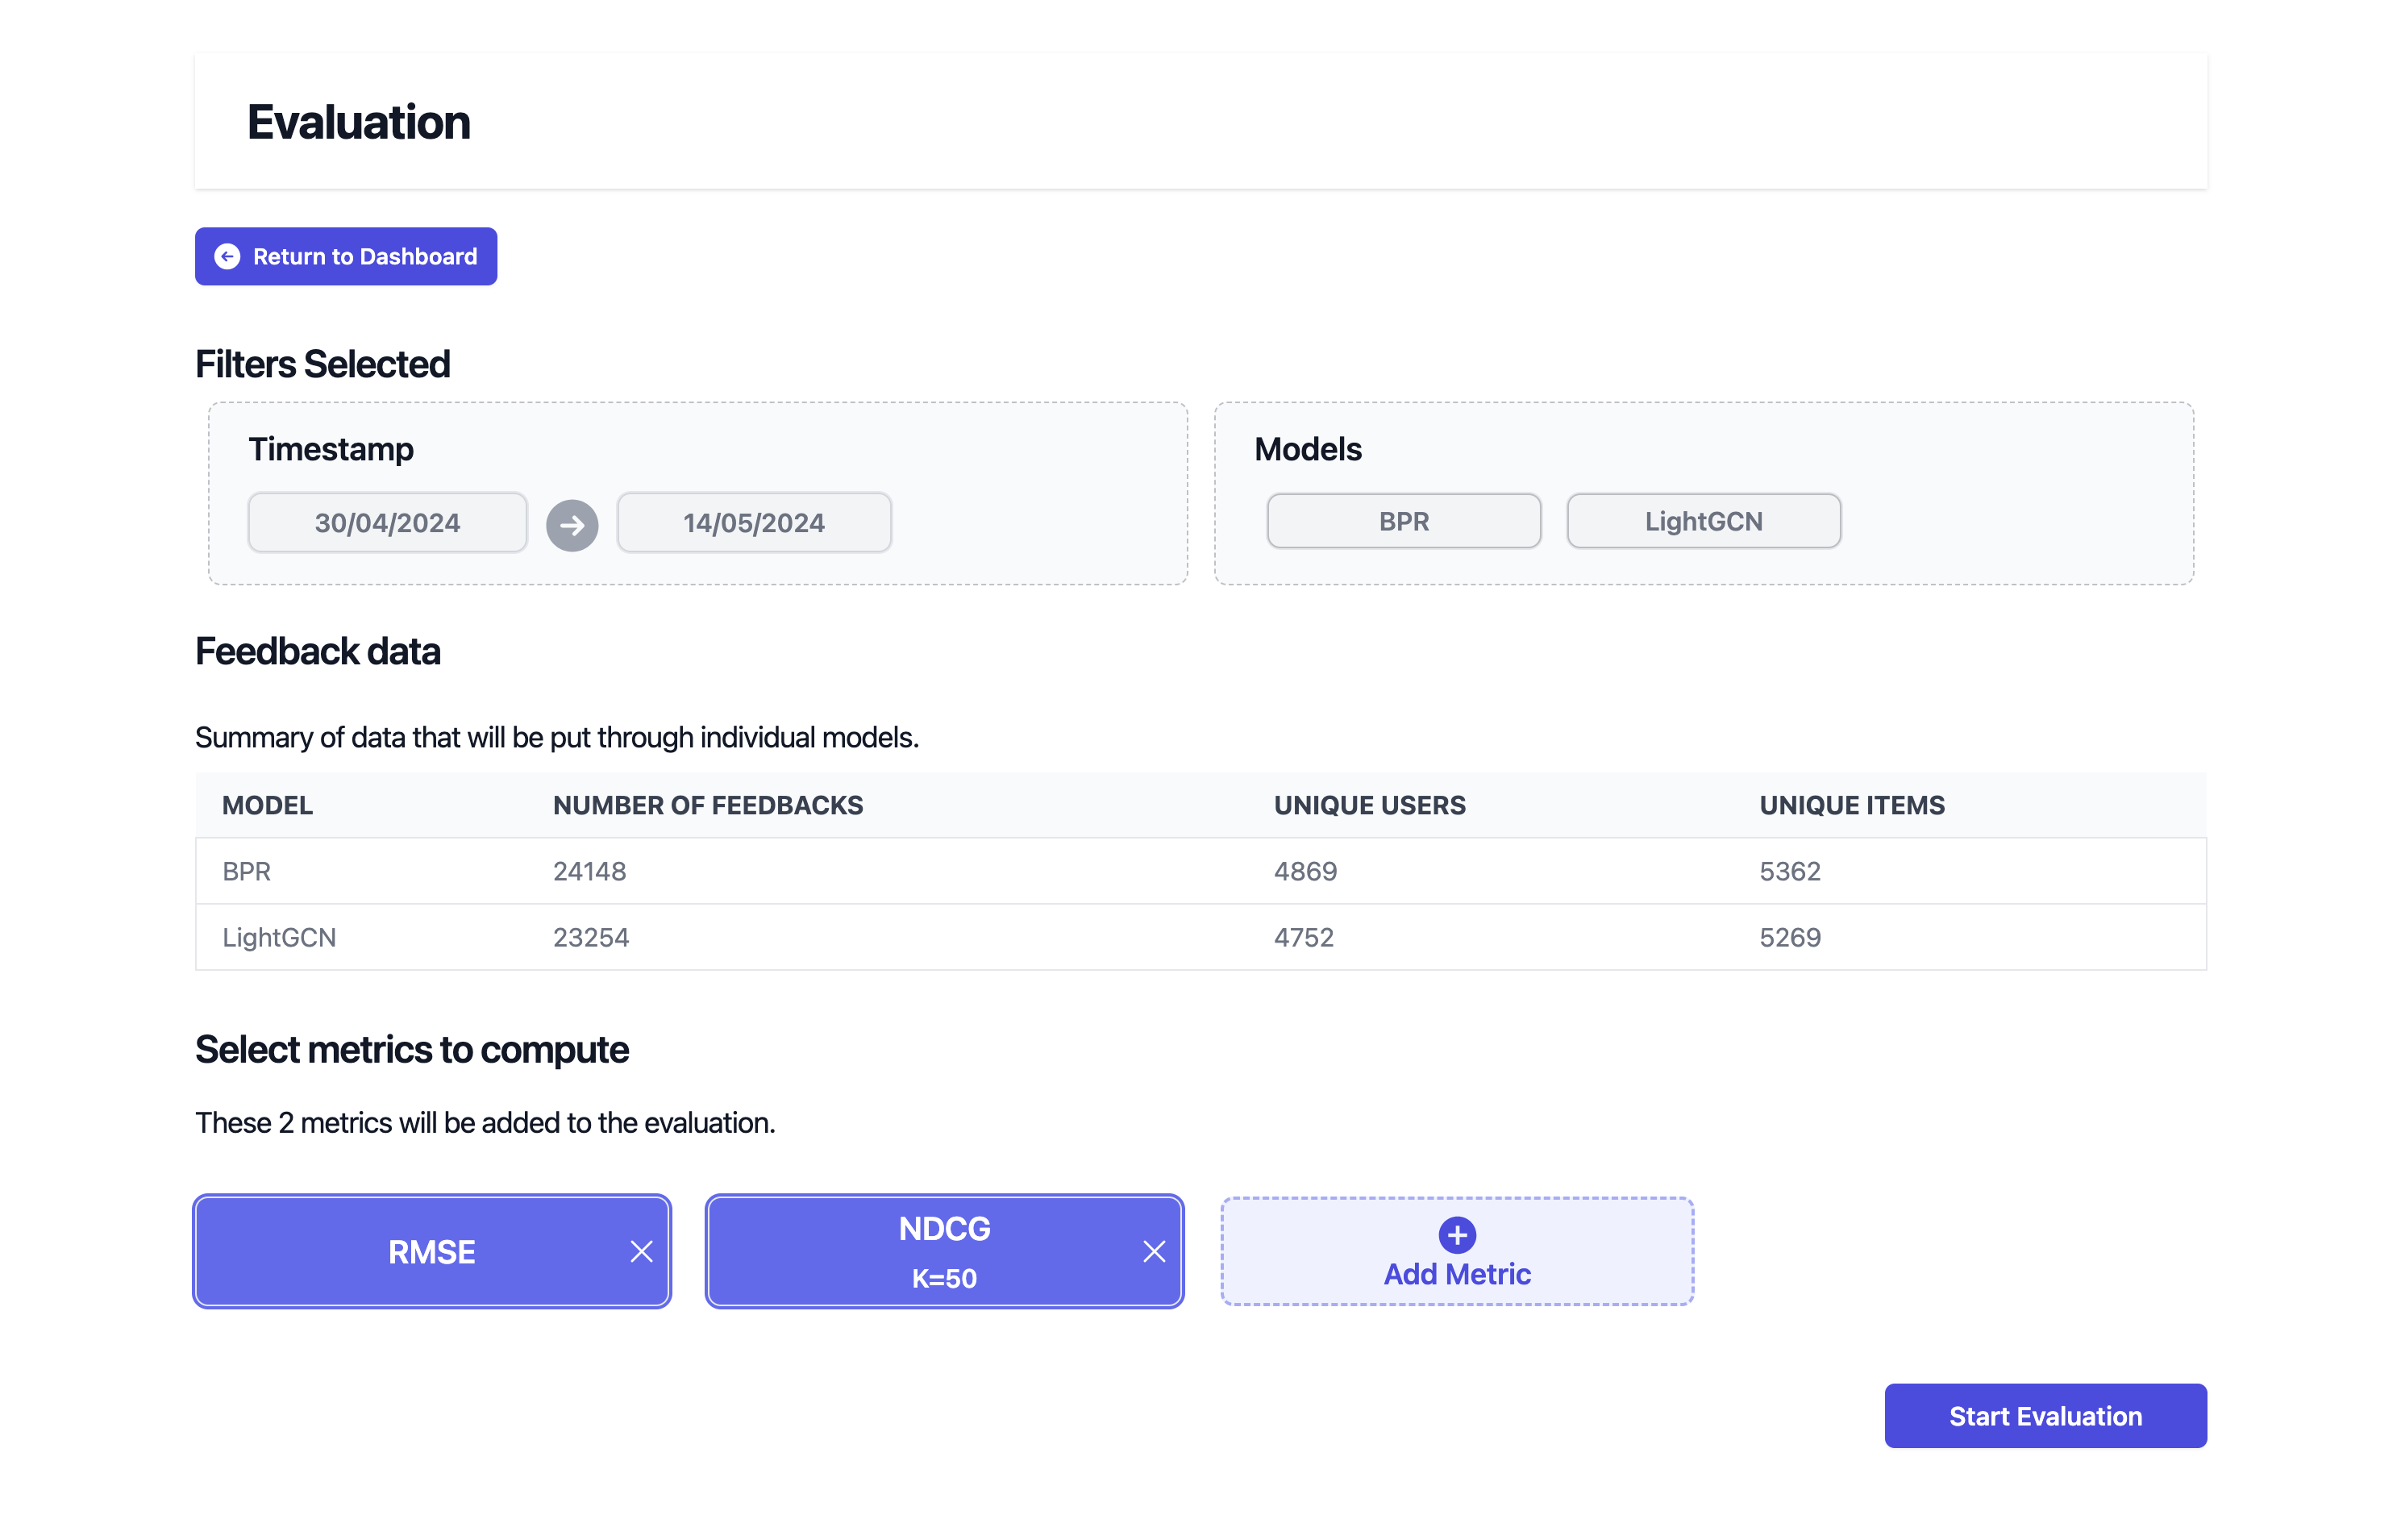 Evaluation
Return to Dashboard
Filters Selected
Timestamp
30/04/2024 14/05/2024
Models
BPR LightGCN
Feedback data
Summary of data that will be put through individual models.
MODEL NUMBER OF FEEDBACKS UNIQUE USERS UNIQUE ITEMS
BPR 24148 4869 5362
LightGCN 23254 4752 5269
Select metrics to compute
These 2 metrics will be added to the evaluation.
RMSE
NDCG
K=50
Add Metric
Start Evaluation